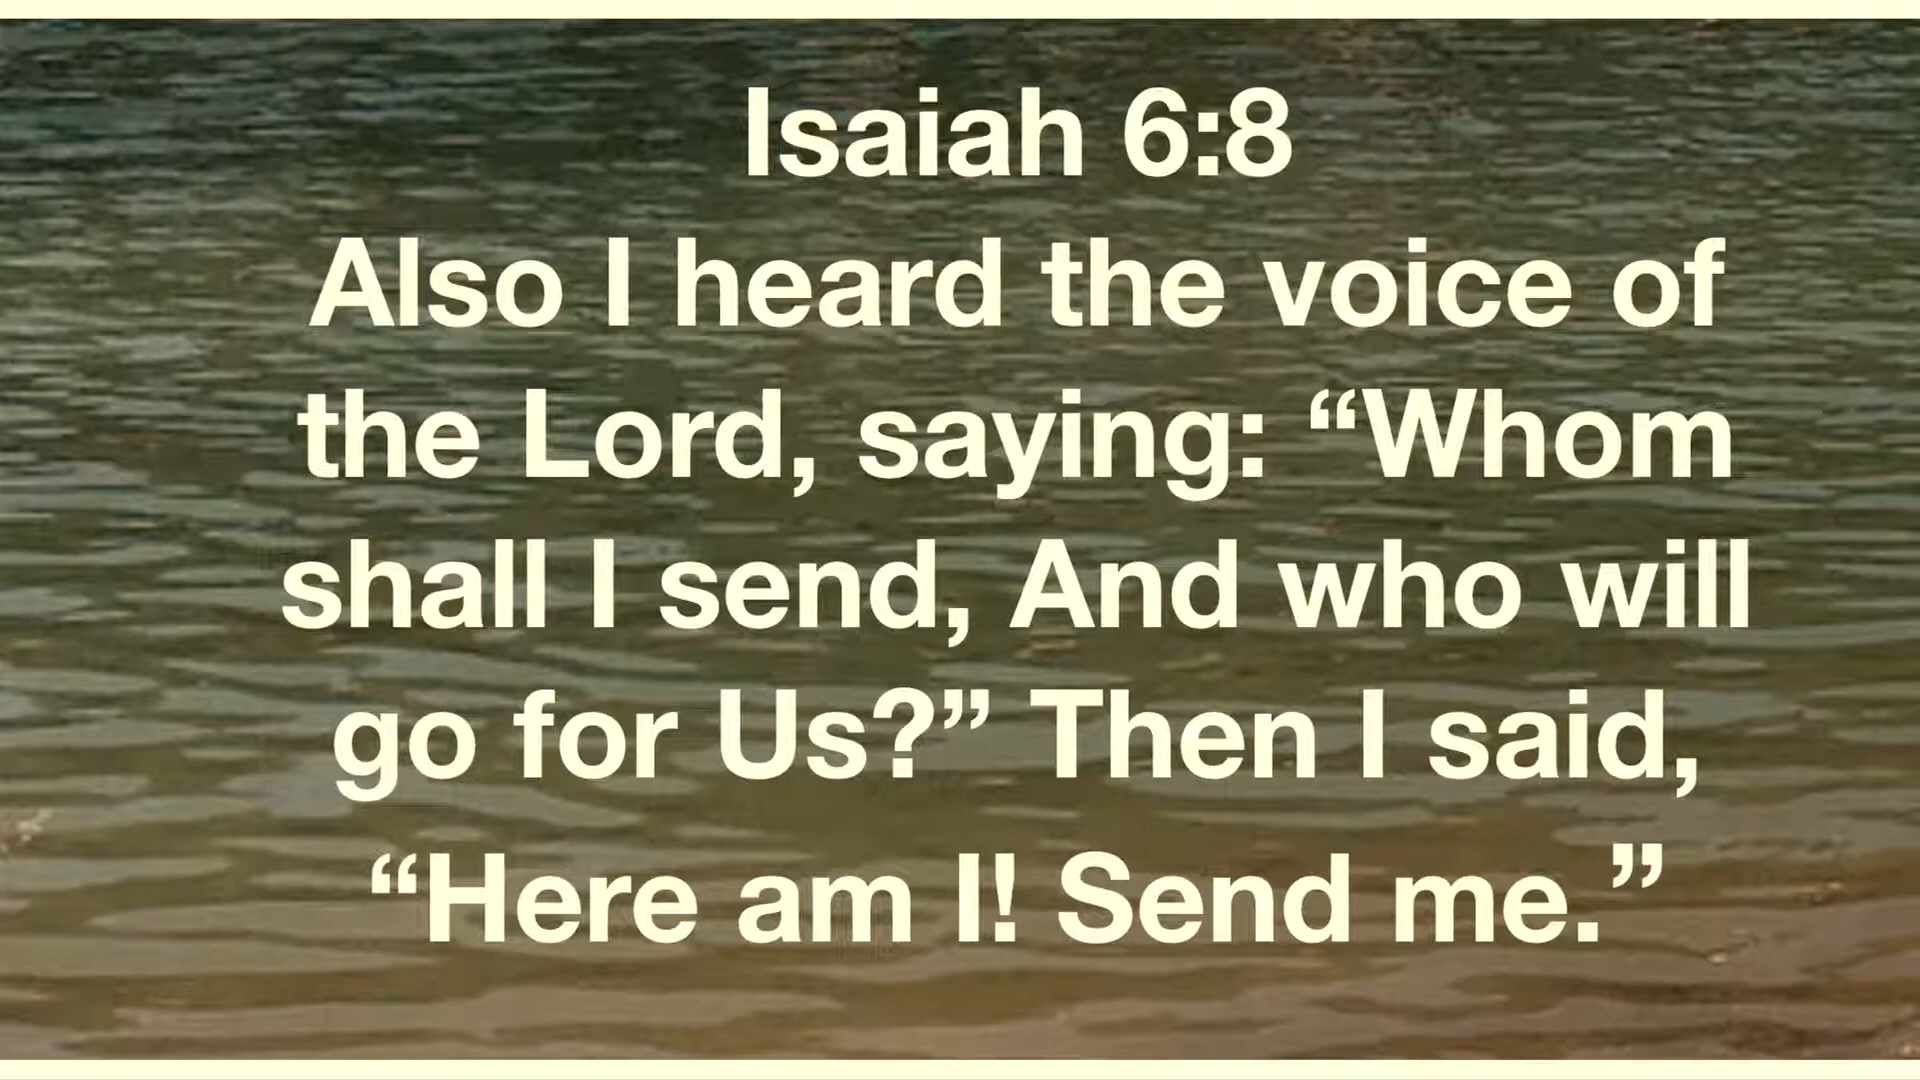 Isaiah 6:8
Also I heard the voice of
the Lord, saying: “Whom
shall I send, And who will
go for Us?” Then I said,
“Here am I! Send me.”